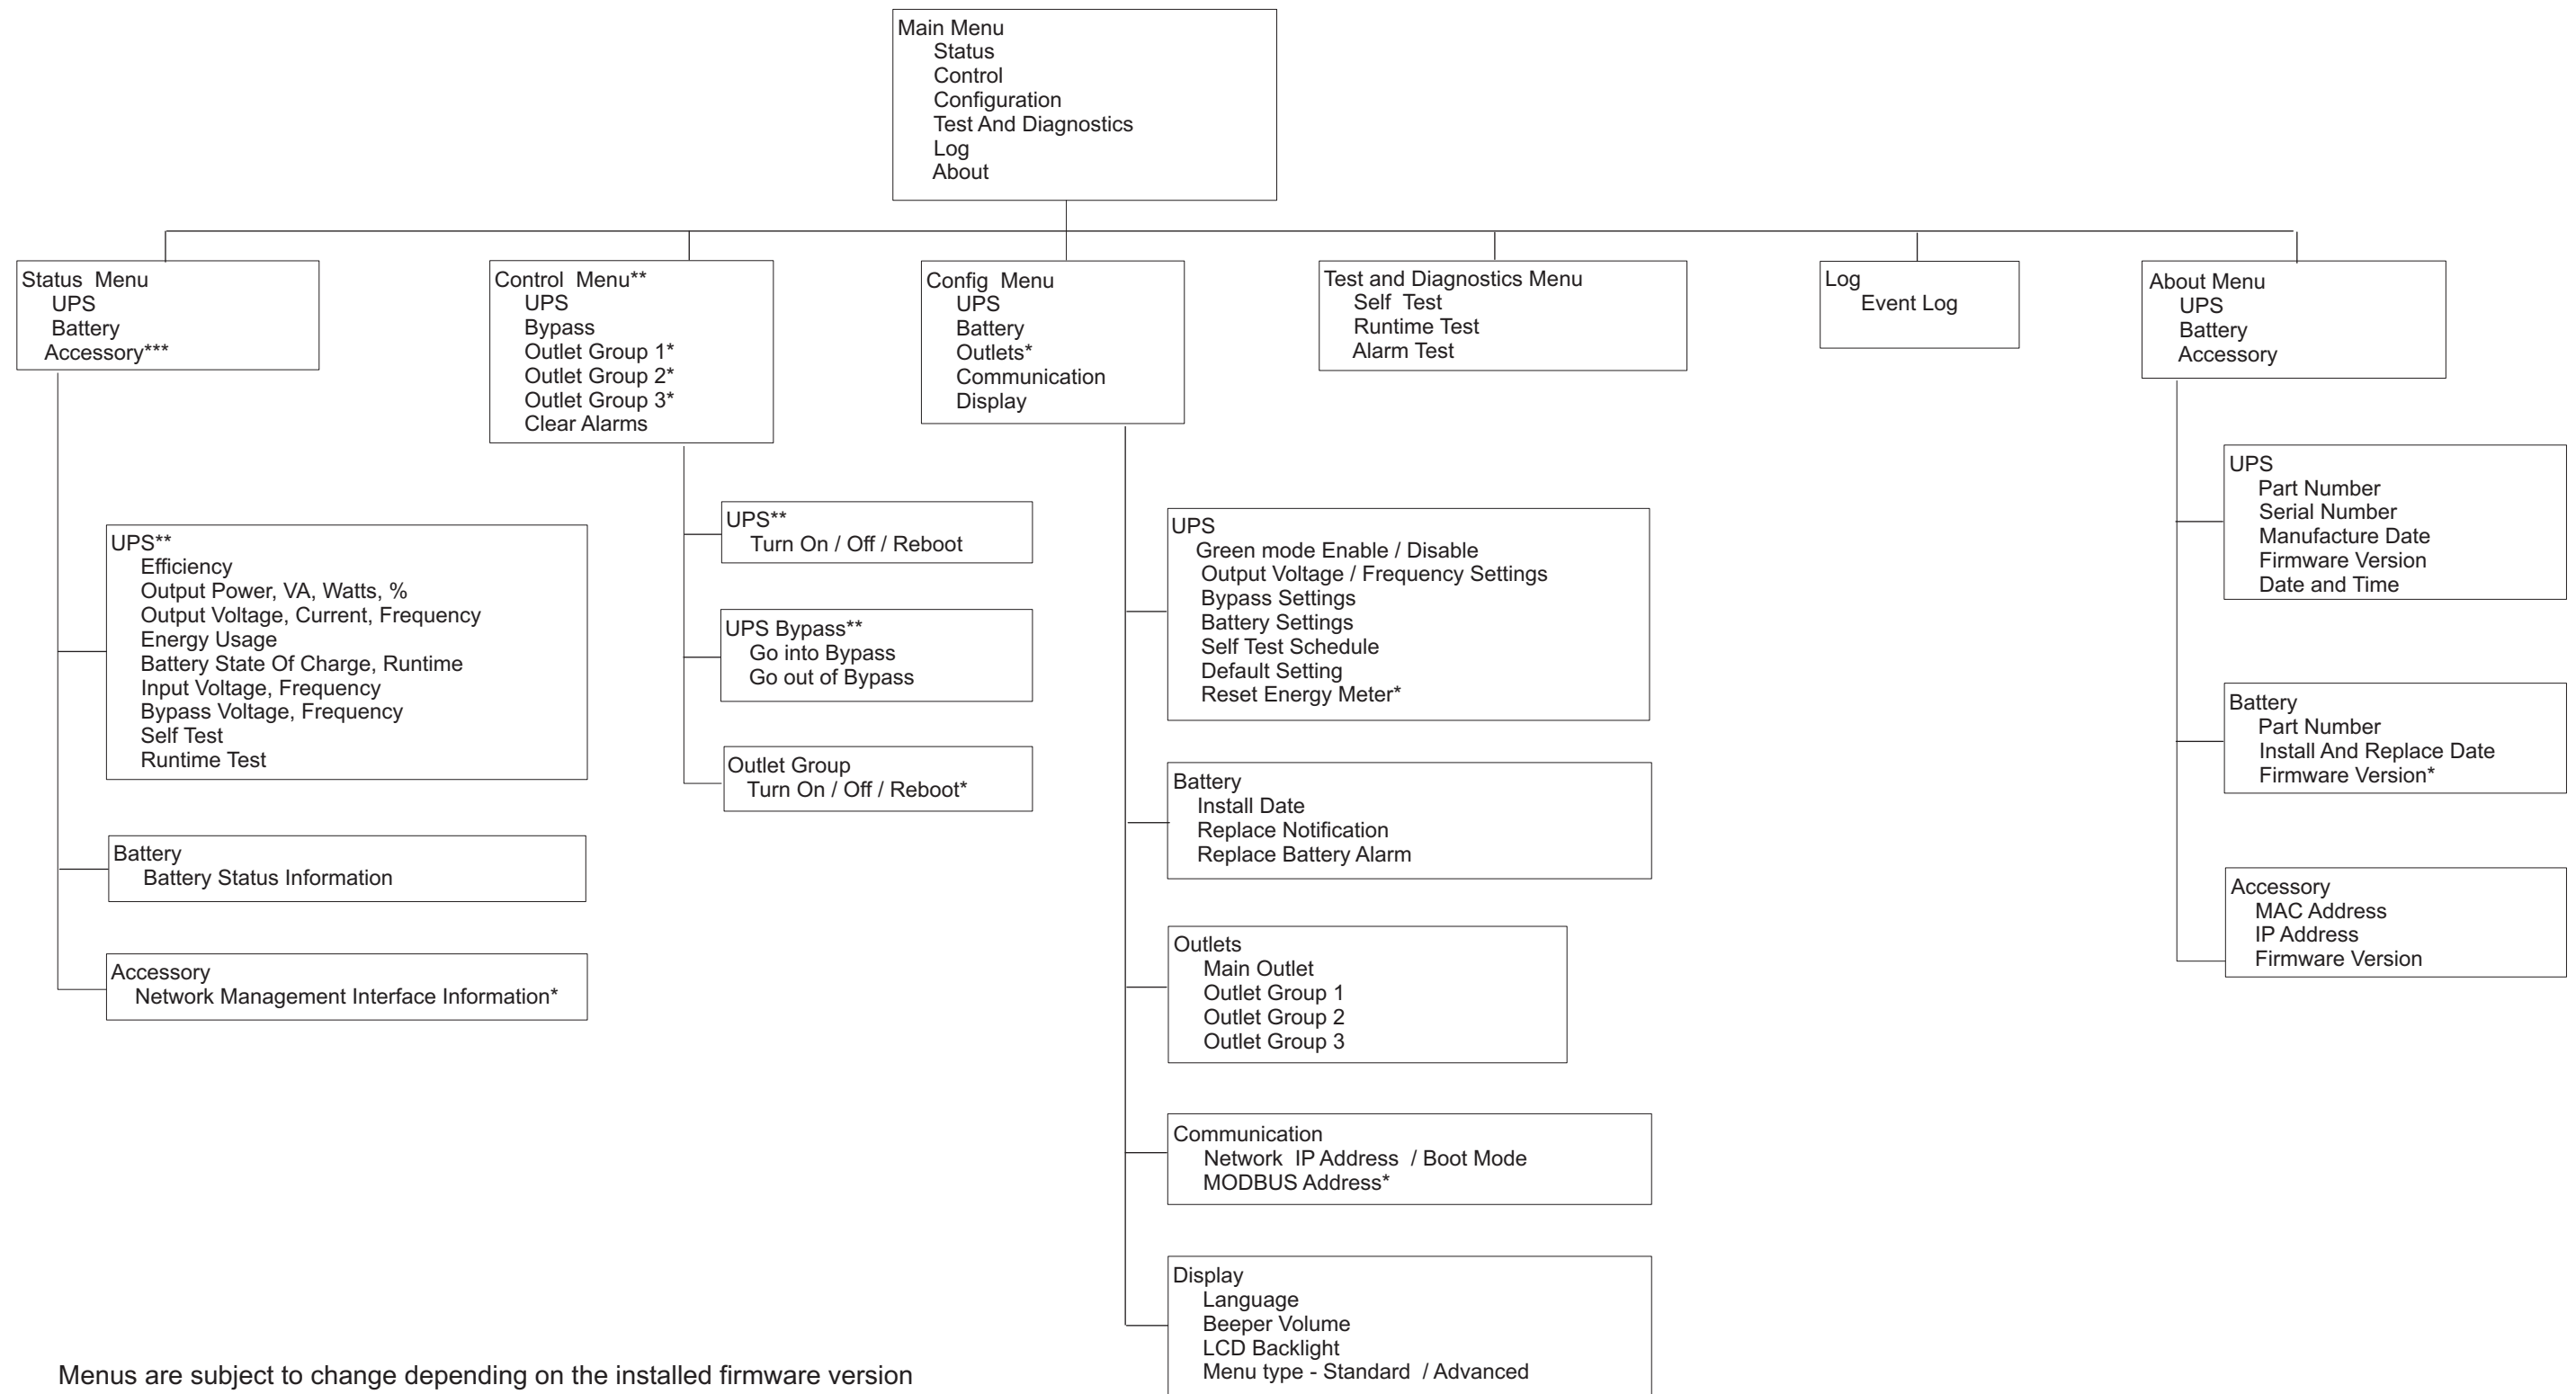 Main Menu
Status
Control
Configuration
Test And Diagnostics
Log
About
Status Menu
UPS
Battery
Accessory***
UPS**
Efficiency
Output Power, VA, Watts, %
Output Voltage, Current, Frequency
Energy Usage
Battery State Of Charge, Runtime
Input Voltage, Frequency
Bypass Voltage, Frequency
Self Test
Runtime Test
Battery
Battery Status Information
Accessory
Network Management Interface Information*
Control Menu**
UPS
Bypass
Outlet Group 1*
Outlet Group 2*
Outlet Group 3*
Clear Alarms
UPS**
Turn On / Off / Reboot
UPS Bypass**
Go into Bypass
Go out of Bypass
Outlet Group
Turn On / Off / Reboot*
Config Menu
UPS
Battery
Outlets*
Communication
Display
UPS
Green mode Enable / Disable
Output Voltage / Frequency Settings
Bypass Settings
Battery Settings
Self Test Schedule
Default Setting
Reset Energy Meter*
Battery
Install Date
Replace Notification
Replace Battery Alarm
Outlets
Main Outlet
Outlet Group 1
Outlet Group 2
Outlet Group 3
Communication
Network IP Address / Boot Mode
MODBUS Address*
Display
Language
Beeper Volume
LCD Backlight
Menu type - Standard / Advanced
Test and Diagnostics Menu
Self Test
Runtime Test
Alarm Test
Log
Event Log
About Menu
UPS
Battery
Accessory
UPS
Part Number
Serial Number
Manufacture Date
Firmware Version
Date and Time
Battery
Part Number
Install And Replace Date
Firmware Version*
Accessory
MAC Address
IP Address
Firmware Version
Menus are subject to change depending on the installed firmware version